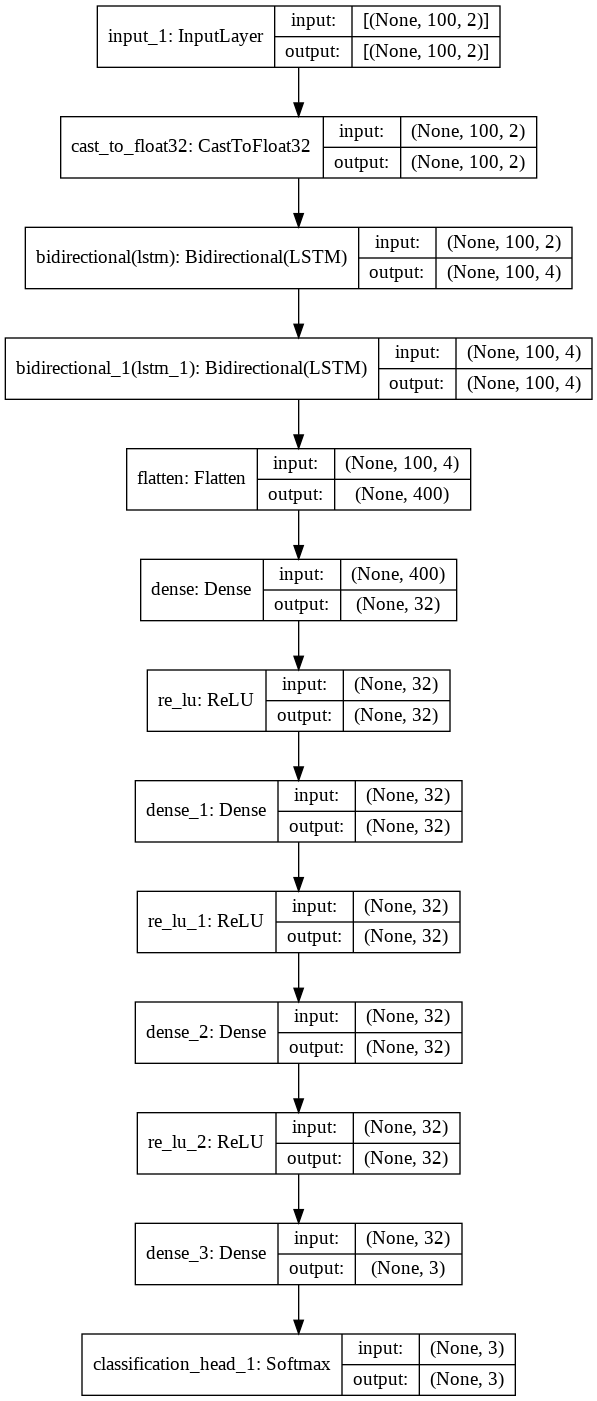 input_1: InputLayer
input:
[(None, 100, 2)]
output:
[(None, 100, 2)]
cast_to_float32: CastToFloat32
input:
(None, 100, 2)
output:
(None, 100, 2)
bidirectional(lstm): Bidirectional(LSTM)
input:
(None, 100, 2)
output:
(None, 100, 4)
bidirectional_1(lstm_1): Bidirectional(LSTM)
input:
(None, 100, 4)
output:
(None, 100, 4)
flatten: Flatten
input:
(None, 100, 4)
output:
(None, 400)
dense: Dense
input:
(None, 400)
output:
(None, 32)
re_lu: ReLU
input:
(None, 32)
output:
(None, 32)
dense_1: Dense
input:
(None, 32)
output:
(None, 32)
re_lu_1: ReLU
input:
(None, 32)
output:
(None, 32)
dense_2: Dense
input:
(None, 32)
output:
(None, 32)
re_lu_2: ReLU
input:
(None, 32)
output:
(None, 32)
dense_3: Dense
input:
(None, 32)
output:
(None, 3)
classification_head_1: Softmax
input:
(None, 3)
output:
(None, 3)